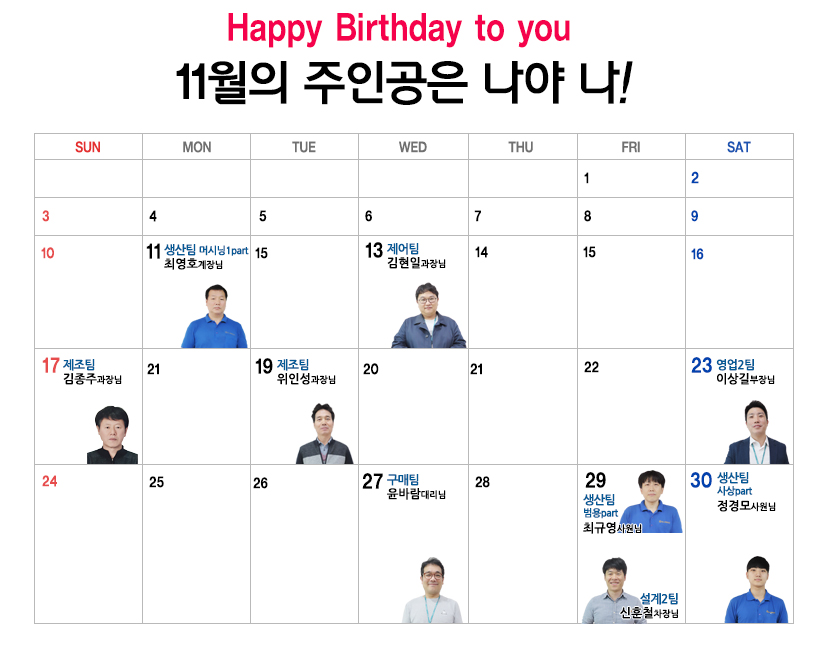 Happy Birthday to you
11월의 주인공은 나야 나!
SUN MON TUE WED THU FRI SAT
1 2
3 4 5 6 7 8 9
10
11 생산팀 머시닝1part
최영호계장님
15
13 제어팀
김현일과장님
14
15
16
17 제조팀
김종주과장님
21
19 제조팀
위인성과장님
20
21
22
23 영업2팀
이상길부장님
24
25
26
27 구매팀
윤바람대리님
28
29
생산팀
범용part
최규영사원님
설계2팀
신훈철차장님
30 생산팀
사상part
정경모사원님